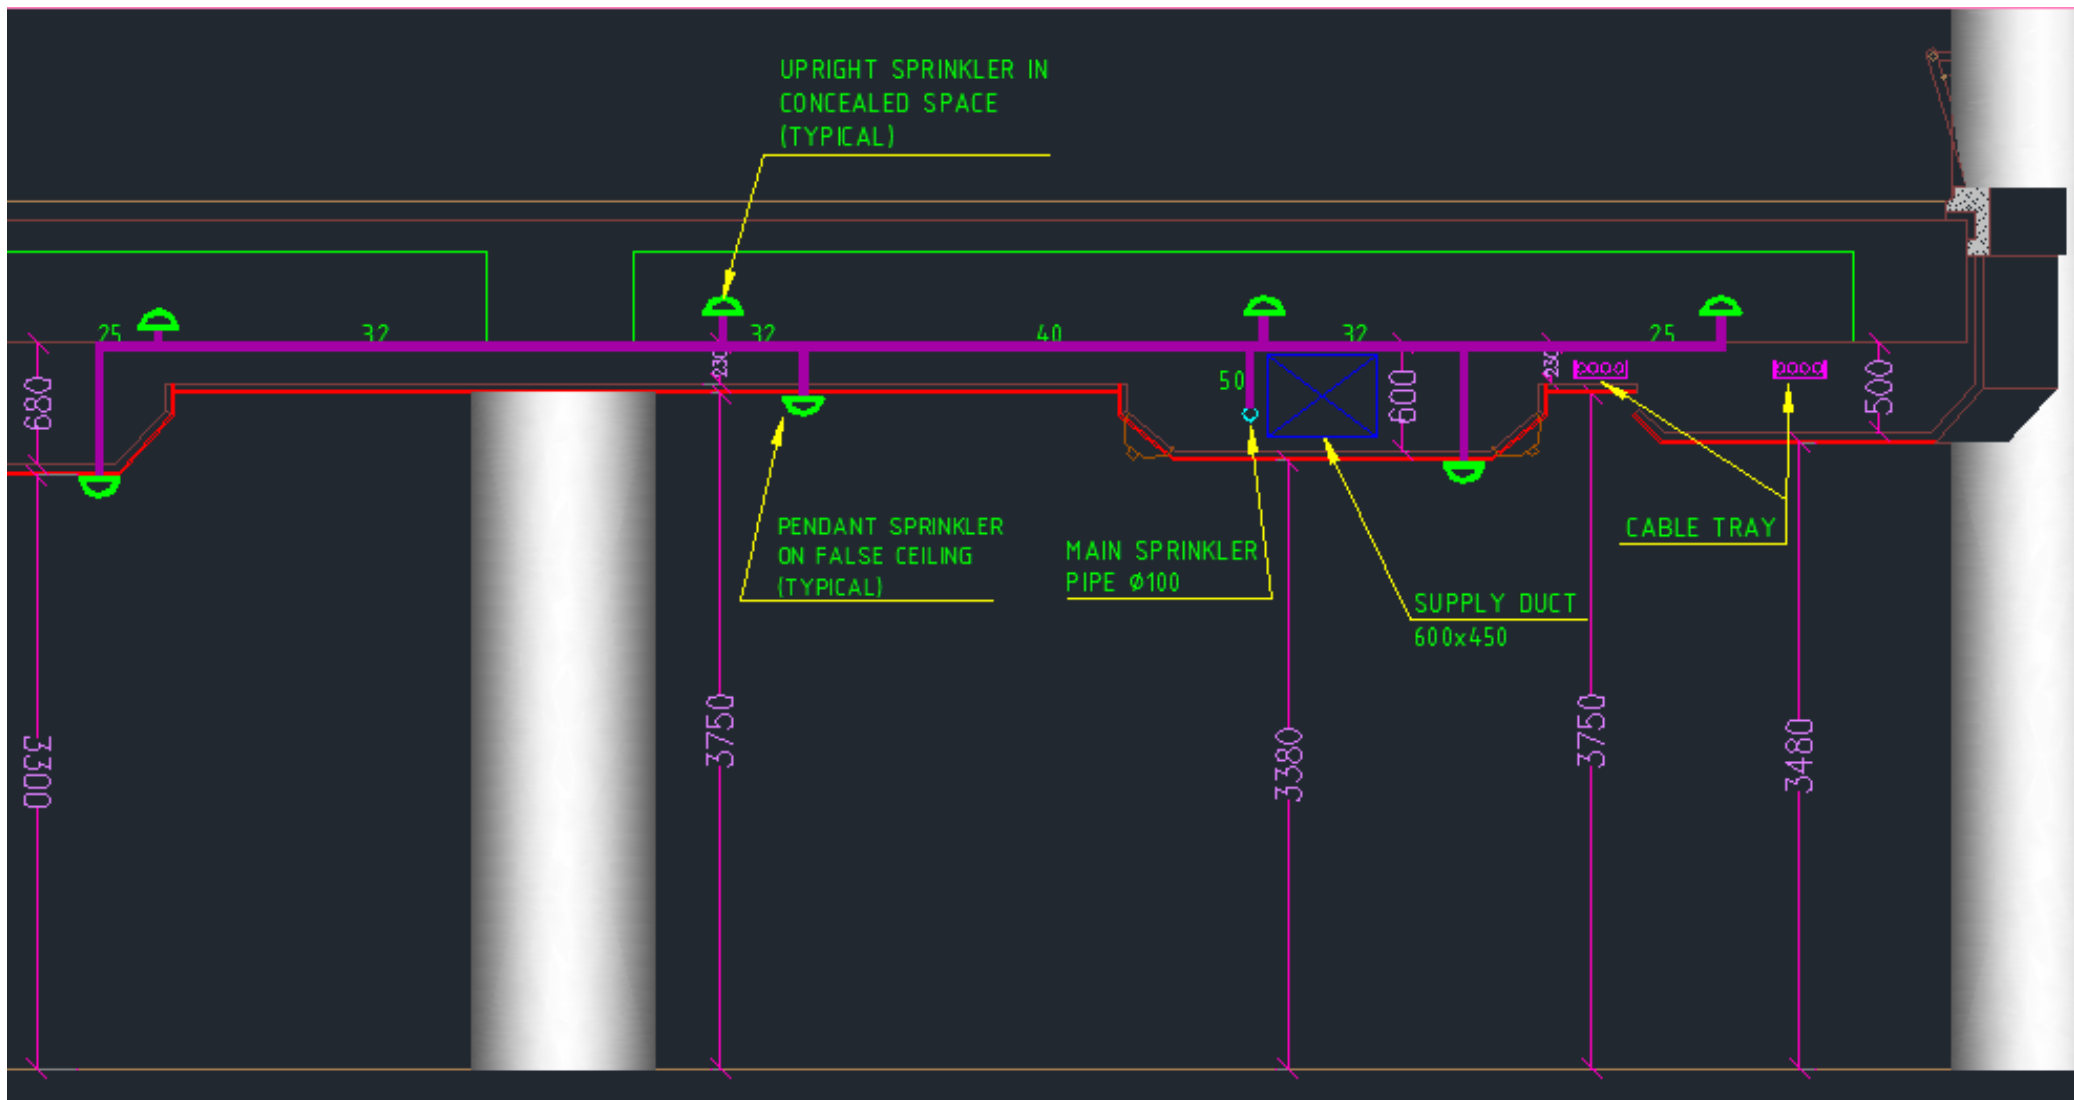 UPRIGHT SPRINKLER IN
CONCEALED SPACE
(TYPICAL)
25
32
32
40
32
25
680
230
50
600
230
500
PENDANT SPRINKLER
ON FALSE CEILING
(TYPICAL)
MAIN SPRINKLER
PIPE Ø100
SUPPLY DUCT
600x450
CABLE TRAY
3300
3750
3380
3750
3480